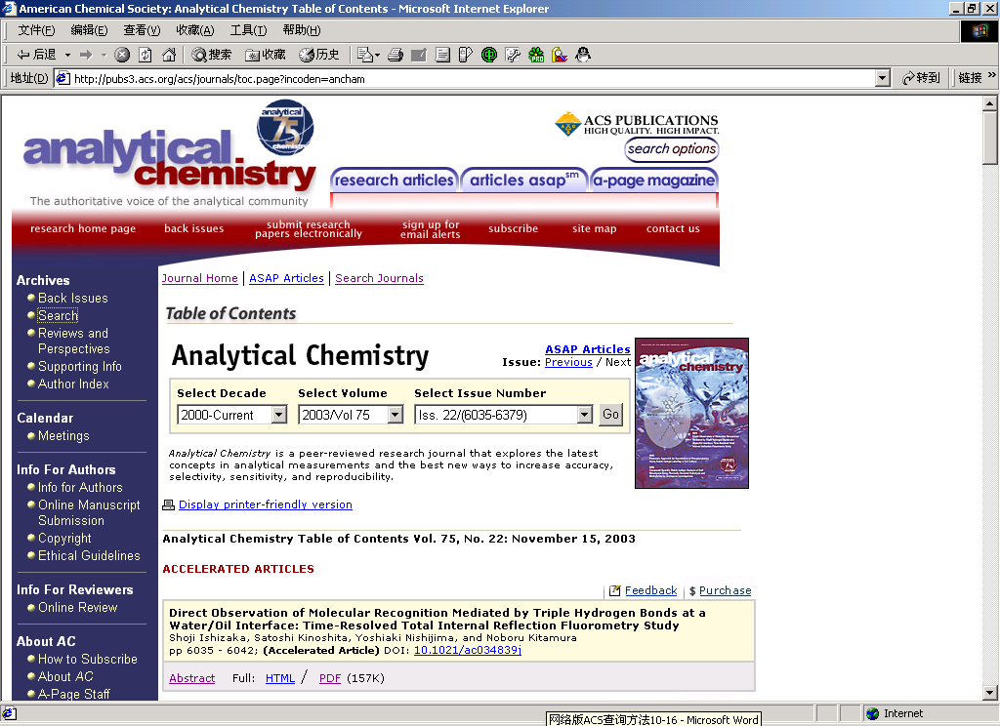 American Chemical Society: Analytical Chemistry Table of Contents - Microsoft Internet Explorer
文件(F) 编辑(E) 查看(V) 收藏(A) 工具(T) 帮助(H)
后退 搜索 收藏 历史
地址(D) http://pubs3.acs.org/acs/journals/toc.page?incoden=ancham 转到 链接 »
analytical chemistry
analytical
75
chemistry
The authoritative voice of the analytical community
ACS PUBLICATIONS
HIGH QUALITY. HIGH IMPACT.
search options
research articles articles asap sm a-page magazine
research home page back issues submit research papers electronically sign up for email alerts subscribe site map contact us
Archives
Back Issues
Search
Reviews and
Perspectives
Supporting Info
Author Index
Calendar
Meetings
Info For Authors
Info for Authors
Online Manuscript
Submission
Copyright
Ethical Guidelines
Info For Reviewers
Online Review
About AC
How to Subscribe
About AC
A-Page Staff
Journal Home | ASAP Articles | Search Journals
Table of Contents
Analytical Chemistry
ASAP Articles
Issue: Previous / Next
analytical
chemistry
Select Decade Select Volume Select Issue Number
2000-Current 2003/Vol 75 Iss. 22/(6035-6379) Go
Analytical Chemistry is a peer-reviewed research journal that explores the latest
concepts in analytical measurements and the best new ways to increase accuracy,
selectivity, sensitivity, and reproducibility.
Display printer-friendly version
Analytical Chemistry Table of Contents Vol. 75, No. 22: November 15, 2003
ACCELERATED ARTICLES
Feedback $ Purchase
Direct Observation of Molecular Recognition Mediated by Triple Hydrogen Bonds at a
Water/Oil Interface: Time-Resolved Total Internal Reflection Fluorometry Study
Shoji Ishizaka, Satoshi Kinoshita, Yoshiaki Nishijima, and Noboru Kitamura
pp 6035 - 6042; (Accelerated Article) DOI: 10.1021/ac034839j
Abstract Full: HTML / PDF (157K)
Internet
网络版ACS查询方法10-16 - Microsoft Word